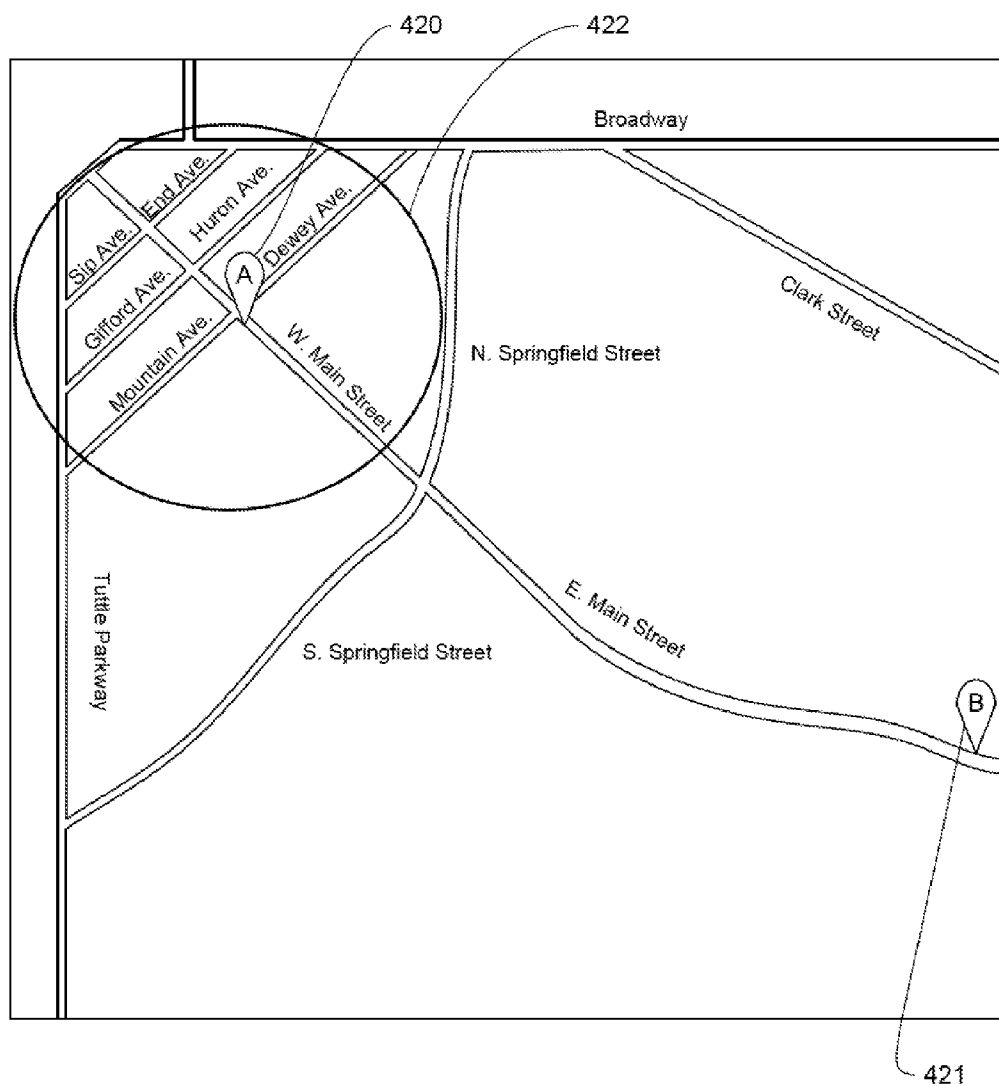 420
422
Broadway
End Ave.
Huron Ave.
Sip Ave.
Dewey Ave.
Gifford Ave.
A
Clark Street
Mountain Ave.
W. Main Street
N. Springfield Street
Tuttle Parkway
E. Main Street
S. Springfield Street
B
421